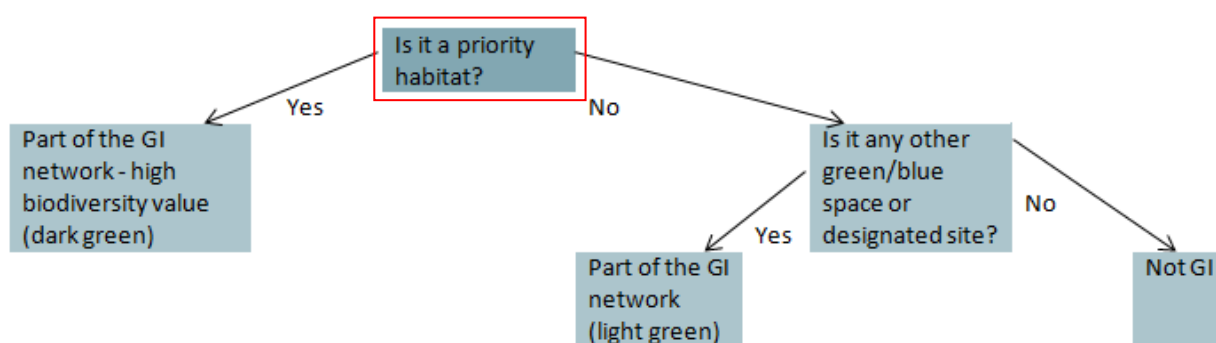 Is it a priority
habitat?
Yes
No
Part of the GI
network - high
biodiversity value
(dark green)
Is it any other
green/blue
space or
designated site?
Yes
No
Part of the GI
network
(light green)
Not GI